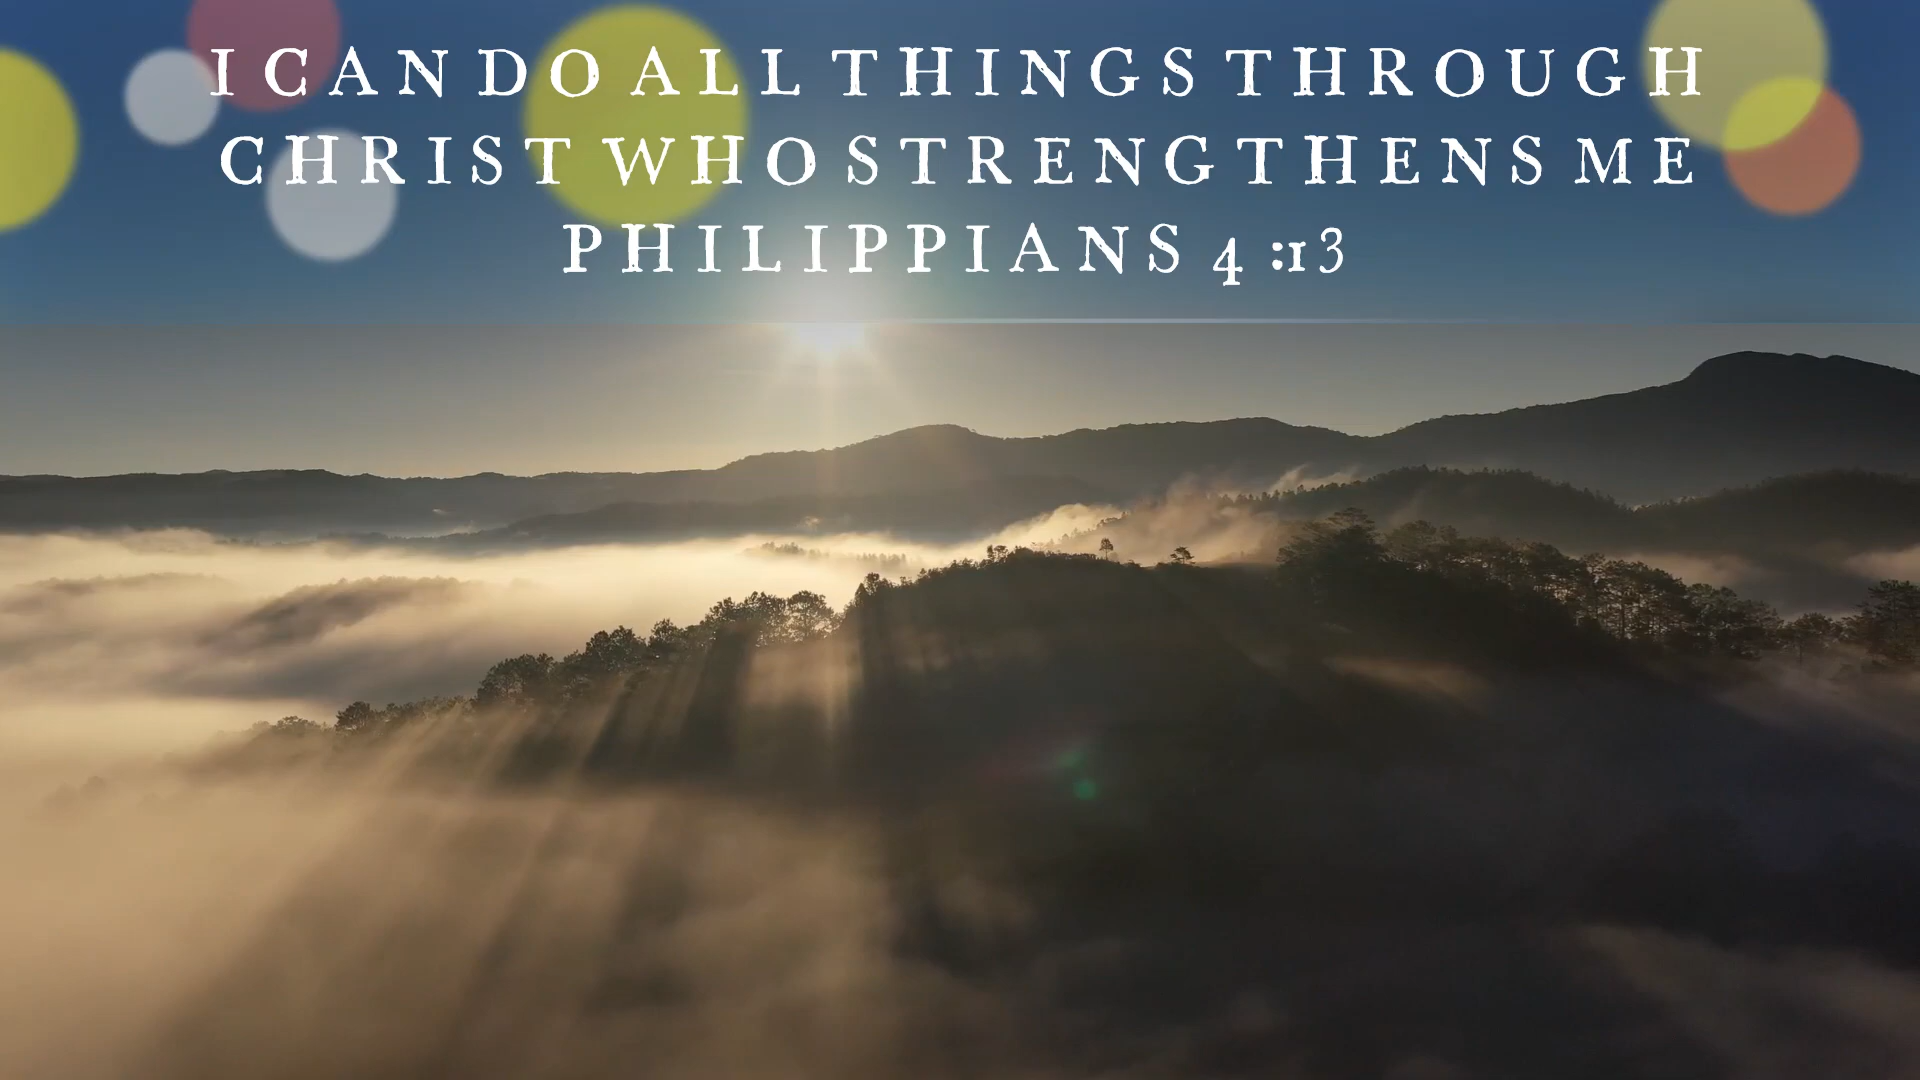 I CAN DO ALL THINGS THROUGH
CHRIST WHO STRENGTHENS ME
PHILIPPIANS 4 :13